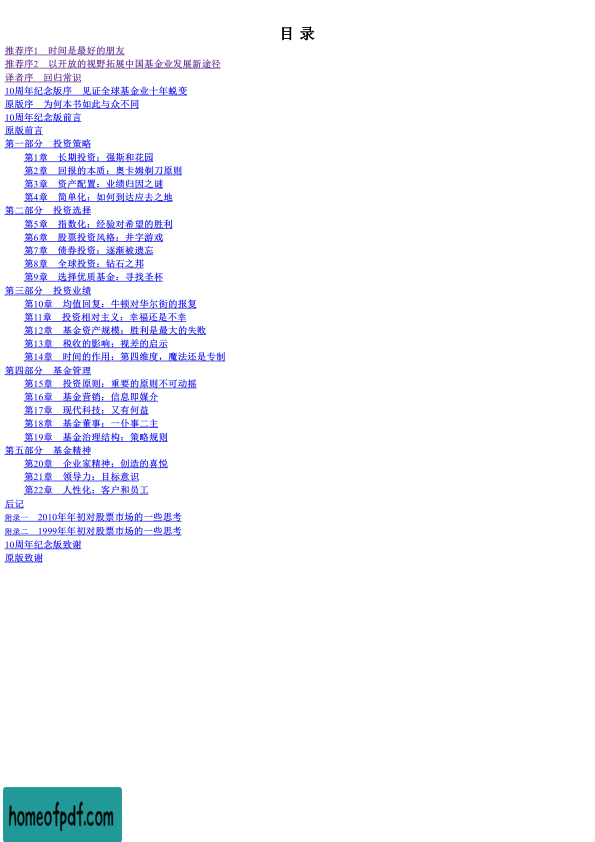 目 录
推荐序1 时间是最好的朋友
推荐序2 以开放的视野拓展中国基金业发展新途径
译者序 回归常识
10周年纪念版序 见证全球基金业十年蜕变
原版序 为何本书如此与众不同
10周年纪念版前言
原版前言
第一部分 投资策略
第1章 长期投资：强斯和花园
第2章 回报的本质：奥卡姆剃刀原则
第3章 资产配置：业绩归因之谜
第4章 简单化：如何到达应去之地
第二部分 投资选择
第5章 指数化：经验对希望的胜利
第6章 股票投资风格：井字游戏
第7章 债券投资：逐渐被遗忘
第8章 全球投资：钻石之邦
第9章 选择优质基金：寻找圣杯
第三部分 投资业绩
第10章 均值回复：牛顿对华尔街的报复
第11章 投资相对主义：幸福还是不幸
第12章 基金资产规模：胜利是最大的失败
第13章 税收的影响：视差的启示
第14章 时间的作用：第四维度，魔法还是专制
第四部分 基金管理
第15章 投资原则：重要的原则不可动摇
第16章 基金营销：信息即媒介
第17章 现代科技：又有何益
第18章 基金董事：一仆事二主
第19章 基金治理结构：策略规则
第五部分 基金精神
第20章 企业家精神：创造的喜悦
第21章 领导力：目标意识
第22章 人性化：客户和员工
后记
附录一 2010年年初对股票市场的一些思考
附录二 1999年年初对股票市场的一些思考
10周年纪念版致谢
原版致谢
homeofpdf.com